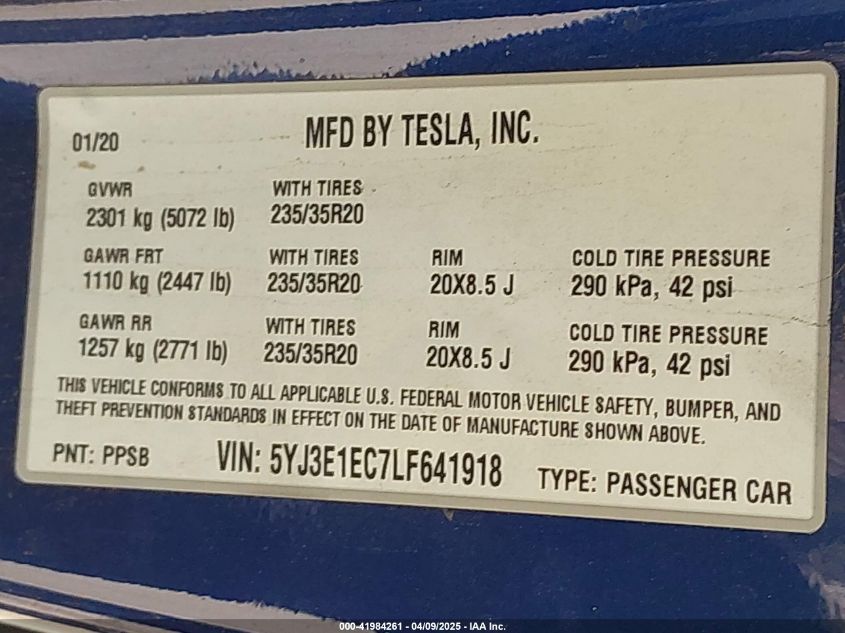 01/20 MFD BY TESLA, INC.
GVWR WITH TIRES
2301 kg (5072 lb) 235/35R20
GAWR FRT WITH TIRES RIM COLD TIRE PRESSURE
1110 kg (2447 lb) 235/35R20 20X8.5 J 290 kPa, 42 psi
GAWR RR WITH TIRES RIM COLD TIRE PRESSURE
1257 kg (2771 lb) 235/35R20 20X8.5 J 290 kPa, 42 psi
THIS VEHICLE CONFORMS TO ALL APPLICABLE U.S. FEDERAL MOTOR VEHICLE SAFETY, BUMPER, AND
THEFT PREVENTION STANDARDS IN EFFECT ON THE DATE OF MANUFACTURE SHOWN ABOVE.
PNT: PPSB VIN: 5YJ3E1EC7LF641918 TYPE: PASSENGER CAR
000-41984261 - 04/09/2025 - IAA Inc.